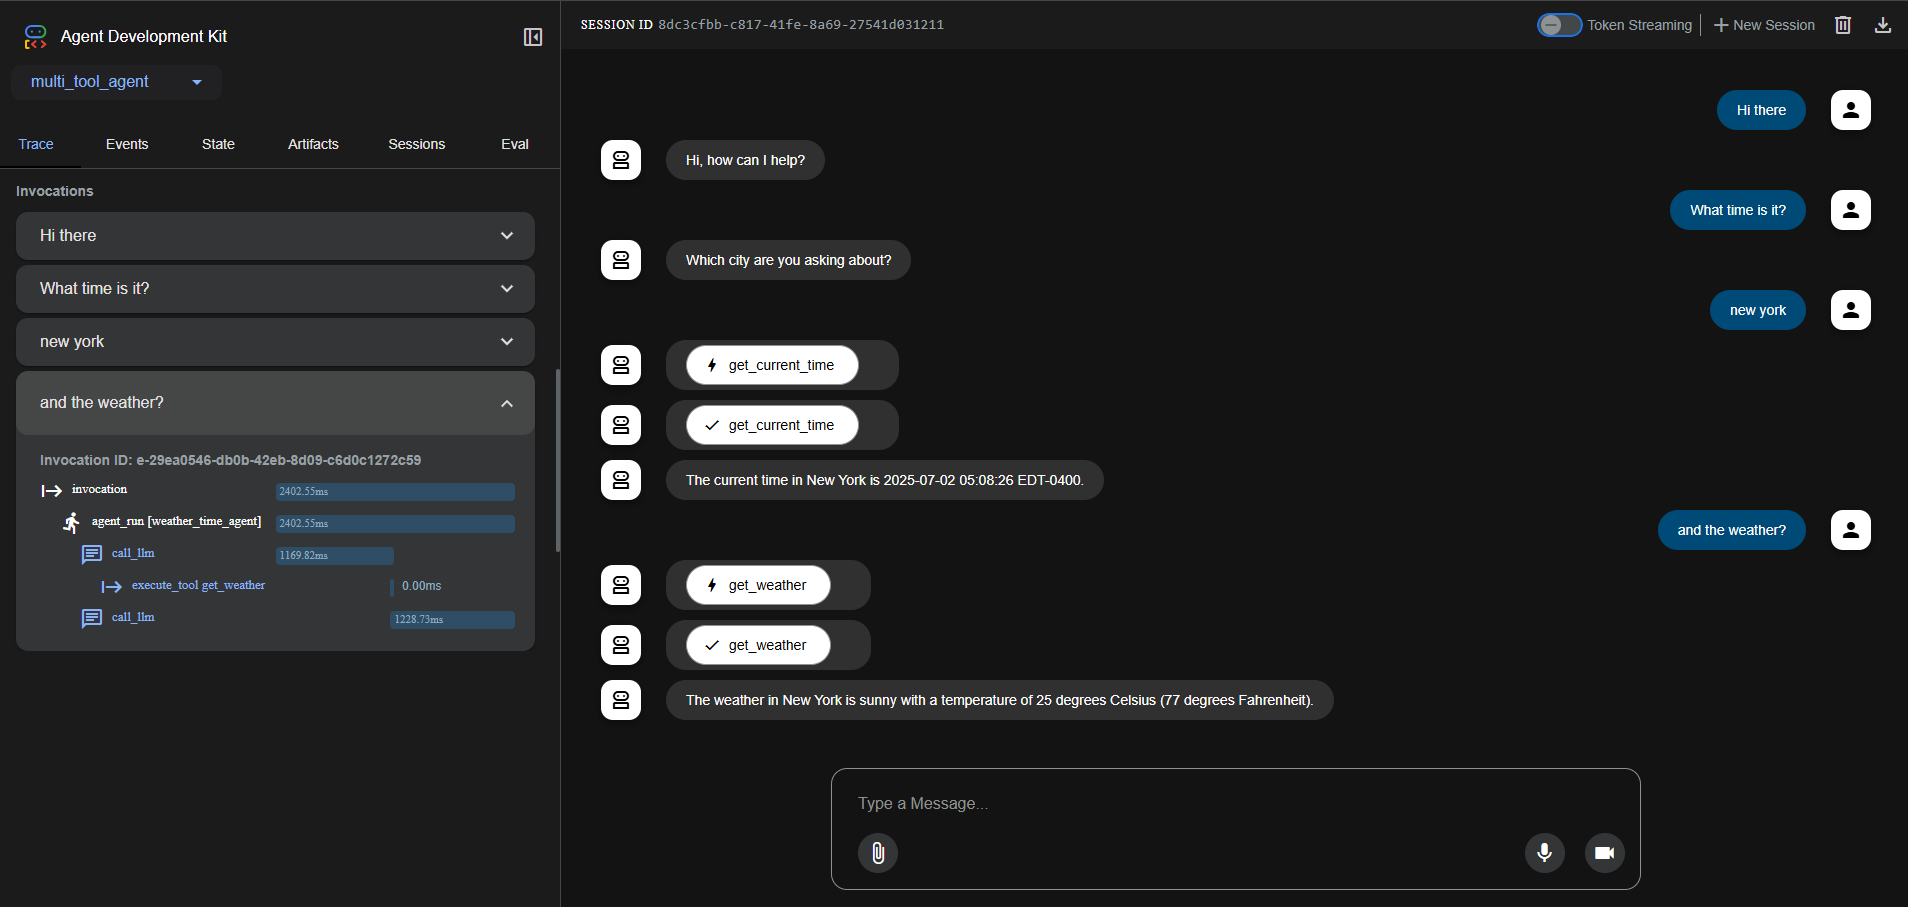 Agent Development Kit
multi_tool_agent
Trace Events State Artifacts Sessions Eval
Invocations
Hi there
What time is it?
new york
and the weather?
Invocation ID: e-29ea0546-db0b-42eb-8d09-c6d0c1272c59
invocation 2402.55ms
agent_run [weather_time_agent] 2402.55ms
call_llm 1169.82ms
execute_tool get_weather 0.00ms
call_llm 1228.73ms
SESSION ID 8dc3cfbb-c817-41fe-8a69-27541d031211 Token Streaming New Session
Hi there
Hi, how can I help?
What time is it?
Which city are you asking about?
new york
get_current_time
get_current_time
The current time in New York is 2025-07-02 05:08:26 EDT-0400.
and the weather?
get_weather
get_weather
The weather in New York is sunny with a temperature of 25 degrees Celsius (77 degrees Fahrenheit).
Type a Message...